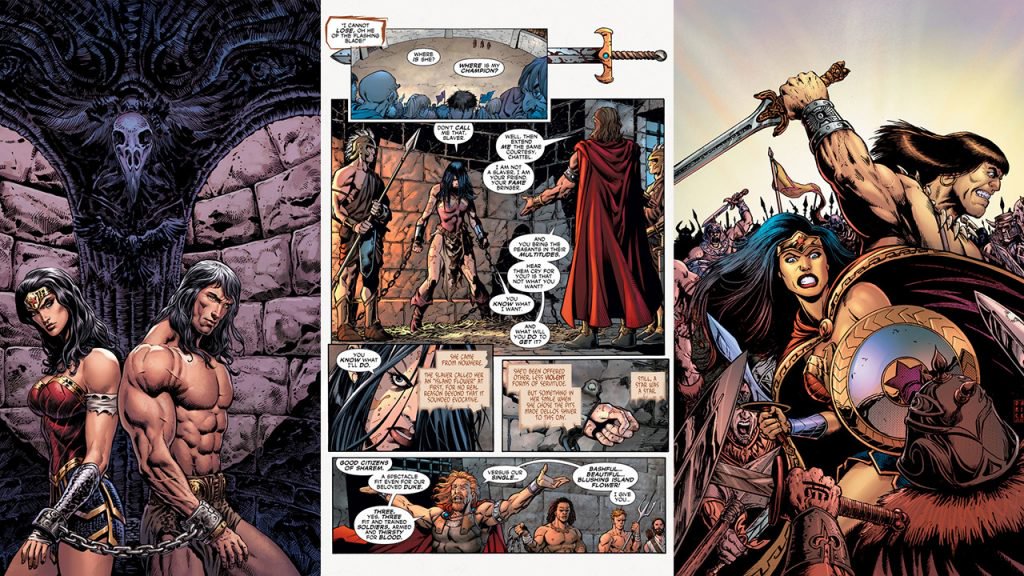 "I CANNOT
LOSE, OH HE
OF THE FLASHING
BLADE!"
WHERE
IS SHE?
WHERE IS MY
CHAMPION?
DON'T CALL
ME THAT,
SLAVER.
WELL, THEN
EXTEND
ME THE SAME
COURTESY,
CHATTEL.
I AM NOT
A SLAVER. I AM
YOUR FRIEND.
YOUR FAME
BRINGER.
AND
YOU BRING THE
PEASANTS IN THEIR
MULTITUDES.
HEAR
THEM CRY FOR
YOU? IS THAT
NOT WHAT YOU
WANT?
YOU
KNOW WHAT
I WANT.
AND
WHAT WILL
YOU DO TO
GET IT?
YOU
KNOW WHAT
I'LL DO.
SHE CAME
FROM NOWHERE.
THE SLAVER CALLED HER
AN "ISLAND FLOWER" AT
FIRST, FOR NO REAL
REASON BEYOND THAT IT
SOUNDED EVOCATIVE.
SHE'D BEEN OFFERED
OTHER, LESS VIOLENT
FORMS OF SERVITUDE.
BUT SOMETHING IN
HER SMILE WHEN
SHE CHOSE THE PITS,
MADE DELLOS SHIVER
TO THIS DAY.
STILL, A
STAR WAS A
STAR.
GOOD CITIZENS
OF SHAREM.
A SPECTACLE
FIT EVEN FOR OUR
BELOVED DUKE.
THREE,
YES, THREE
FIT AND TRAINED
SOLDIERS, ARMED
AND THIRSTY
FOR BLOOD.
VERSUS OUR
SINGLE...
BASHFUL...
BEAUTIFUL,
BLUSHING ISLAND
FLOWER!
I GIVE
YOU...